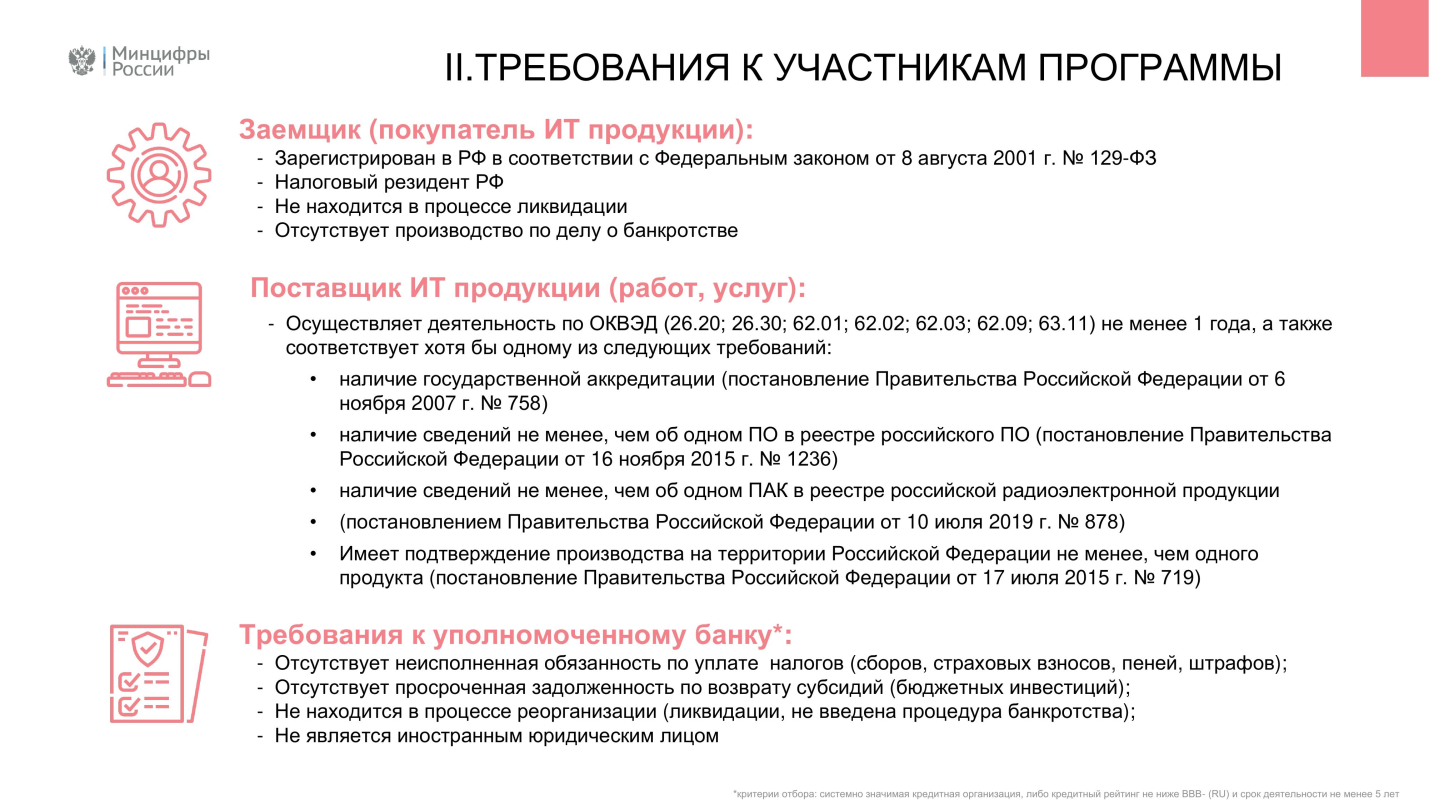 Минцифры
России
II.ТРЕБОВАНИЯ К УЧАСТНИКАМ ПРОГРАММЫ
Заемщик (покупатель ИТ продукции):
- Зарегистрирован в РФ в соответствии с Федеральным законом от 8 августа 2001 г. № 129-ФЗ
- Налоговый резидент РФ
- Не находится в процессе ликвидации
- Отсутствует производство по делу о банкротстве
Поставщик ИТ продукции (работ, услуг):
- Осуществляет деятельность по ОКВЭД (26.20; 26.30; 62.01; 62.02; 62.03; 62.09; 63.11) не менее 1 года, а также
соответствует хотя бы одному из следующих требований:
• наличие государственной аккредитации (постановление Правительства Российской Федерации от 6
ноября 2007 г. № 758)
• наличие сведений не менее, чем об одном ПО в реестре российского ПО (постановление Правительства
Российской Федерации от 16 ноября 2015 г. № 1236)
• наличие сведений не менее, чем об одном ПАК в реестре российской радиоэлектронной продукции
• (постановлением Правительства Российской Федерации от 10 июля 2019 г. № 878)
• Имеет подтверждение производства на территории Российской Федерации не менее, чем одного
продукта (постановление Правительства Российской Федерации от 17 июля 2015 г. № 719)
Требования к уполномоченному банку*:
- Отсутствует неисполненная обязанность по уплате  налогов (сборов, страховых взносов, пеней, штрафов);
- Отсутствует просроченная задолженность по возврату субсидий (бюджетных инвестиций);
- Не находится в процессе реорганизации (ликвидации, не введена процедура банкротства);
- Не является иностранным юридическим лицом
*критерии отбора: системно значимая кредитная организация, либо кредитный рейтинг не ниже BBB- (RU) и срок деятельности не менее 5 лет